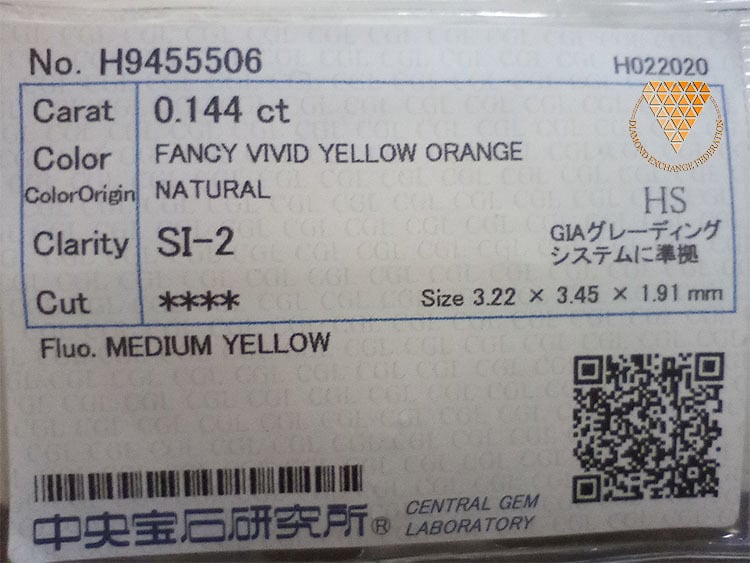 No. H9455506
H022020
Carat 0.144 ct
DIAMOND EXCHANGE FEDERATION
Color FANCY VIVID YELLOW ORANGE
ColorOrigin NATURAL
HS
Clarity SI-2
GIAグレーディング
システムに準拠
Cut ****
Size 3.22 × 3.45 × 1.91 mm
Fluo. MEDIUM YELLOW
中央宝石研究所®
CENTRAL GEM
LABORATORY